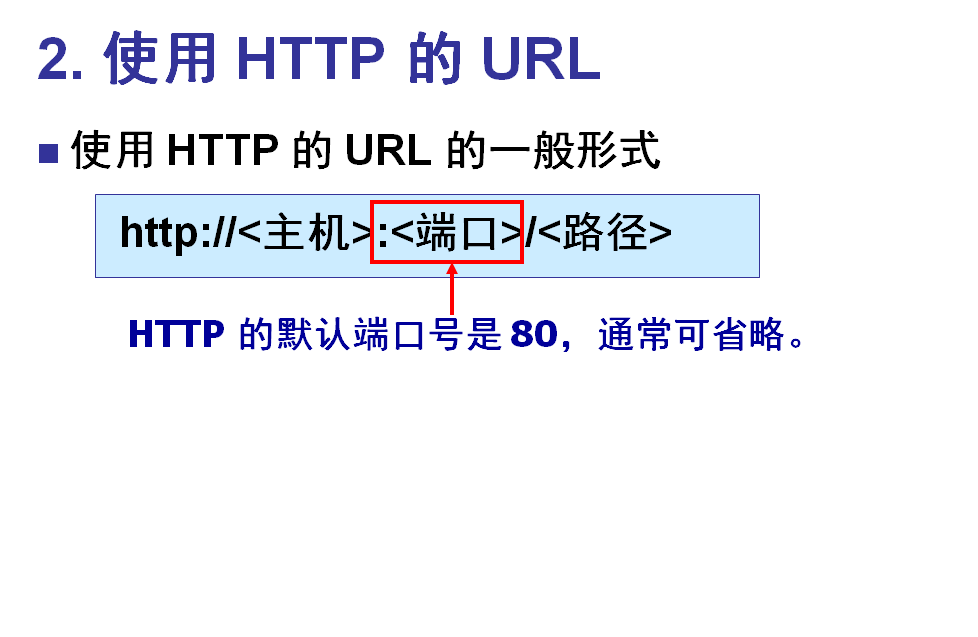 2. 使用 HTTP 的 URL
使用 HTTP 的 URL 的一般形式
http://<主机>:<端口>/<路径>
HTTP 的默认端口号是 80，通常可省略。